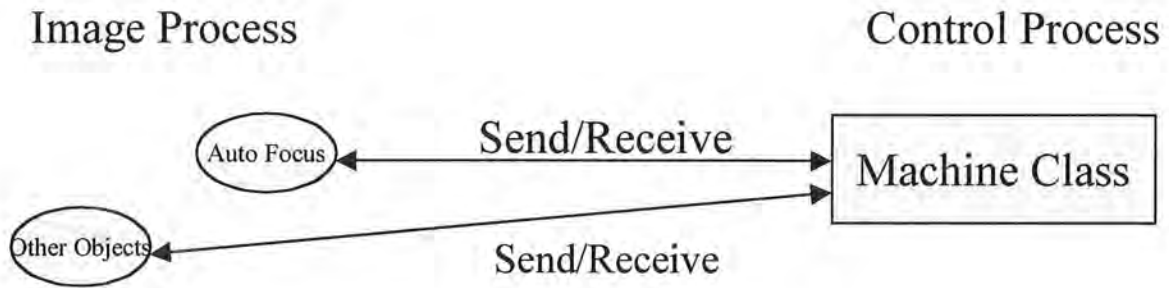 Image Process
Control Process
Auto Focus
Send/Receive
Machine Class
Other Objects
Send/Receive